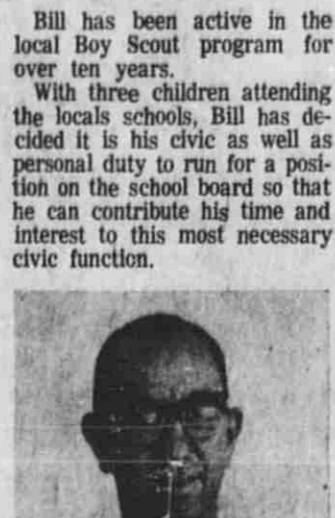 Bill has been active in the
local Boy Scout program for
over ten years.
With three children attending
the locals schools, Bill has de-
cided it is his civic as well as
personal duty to run for a posi-
tion on the school board so that
he can contribute his time and
interest to this most necessary
civic function.